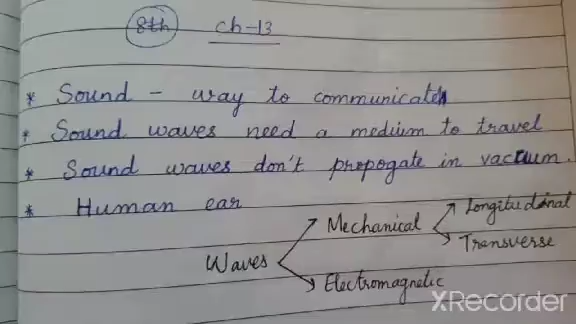 8th ch-13
* Sound - way to communicate
* Sound waves need a medium to travel
* Sound waves don't propogate in vacuum.
* Human ear
Waves
Mechanical
Longitudinal
Transverse
Electromagnetic
XRecorder